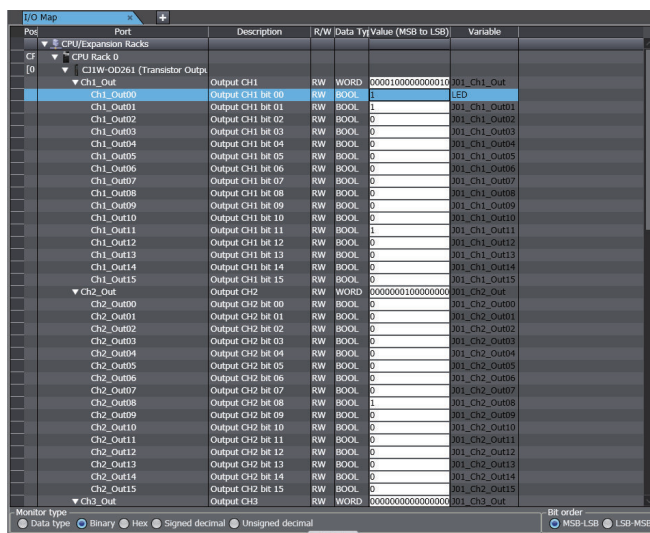 I/O Map × +
Pos Port Description R/W Data Ty Value (MSB to LSB) Variable
▼ CPU/Expansion Racks
CF ▼ CPU Rack 0
[0 ▼ CJ1W-OD261 (Transistor Outpu
▼ Ch1_Out Output CH1 RW WORD 0000100000000010 J01_Ch1_Out
Ch1_Out00 Output CH1 bit 00 RW BOOL 1 LED
Ch1_Out01 Output CH1 bit 01 RW BOOL 1 J01_Ch1_Out01
Ch1_Out02 Output CH1 bit 02 RW BOOL 0 J01_Ch1_Out02
Ch1_Out03 Output CH1 bit 03 RW BOOL 0 J01_Ch1_Out03
Ch1_Out04 Output CH1 bit 04 RW BOOL 0 J01_Ch1_Out04
Ch1_Out05 Output CH1 bit 05 RW BOOL 0 J01_Ch1_Out05
Ch1_Out06 Output CH1 bit 06 RW BOOL 0 J01_Ch1_Out06
Ch1_Out07 Output CH1 bit 07 RW BOOL 0 J01_Ch1_Out07
Ch1_Out08 Output CH1 bit 08 RW BOOL 0 J01_Ch1_Out08
Ch1_Out09 Output CH1 bit 09 RW BOOL 0 J01_Ch1_Out09
Ch1_Out10 Output CH1 bit 10 RW BOOL 0 J01_Ch1_Out10
Ch1_Out11 Output CH1 bit 11 RW BOOL 1 J01_Ch1_Out11
Ch1_Out12 Output CH1 bit 12 RW BOOL 0 J01_Ch1_Out12
Ch1_Out13 Output CH1 bit 13 RW BOOL 0 J01_Ch1_Out13
Ch1_Out14 Output CH1 bit 14 RW BOOL 0 J01_Ch1_Out14
Ch1_Out15 Output CH1 bit 15 RW BOOL 0 J01_Ch1_Out15
▼ Ch2_Out Output CH2 RW WORD 0000000100000000 J01_Ch2_Out
Ch2_Out00 Output CH2 bit 00 RW BOOL 0 J01_Ch2_Out00
Ch2_Out01 Output CH2 bit 01 RW BOOL 0 J01_Ch2_Out01
Ch2_Out02 Output CH2 bit 02 RW BOOL 0 J01_Ch2_Out02
Ch2_Out03 Output CH2 bit 03 RW BOOL 0 J01_Ch2_Out03
Ch2_Out04 Output CH2 bit 04 RW BOOL 0 J01_Ch2_Out04
Ch2_Out05 Output CH2 bit 05 RW BOOL 0 J01_Ch2_Out05
Ch2_Out06 Output CH2 bit 06 RW BOOL 0 J01_Ch2_Out06
Ch2_Out07 Output CH2 bit 07 RW BOOL 0 J01_Ch2_Out07
Ch2_Out08 Output CH2 bit 08 RW BOOL 1 J01_Ch2_Out08
Ch2_Out09 Output CH2 bit 09 RW BOOL 0 J01_Ch2_Out09
Ch2_Out10 Output CH2 bit 10 RW BOOL 0 J01_Ch2_Out10
Ch2_Out11 Output CH2 bit 11 RW BOOL 0 J01_Ch2_Out11
Ch2_Out12 Output CH2 bit 12 RW BOOL 0 J01_Ch2_Out12
Ch2_Out13 Output CH2 bit 13 RW BOOL 0 J01_Ch2_Out13
Ch2_Out14 Output CH2 bit 14 RW BOOL 0 J01_Ch2_Out14
Ch2_Out15 Output CH2 bit 15 RW BOOL 0 J01_Ch2_Out15
▼ Ch3_Out Output CH3 RW WORD 0000000000000000 J01_Ch3_Out
Monitor type Bit order
Data type Binary Hex Signed decimal Unsigned decimal MSB-LSB LSB-MSB